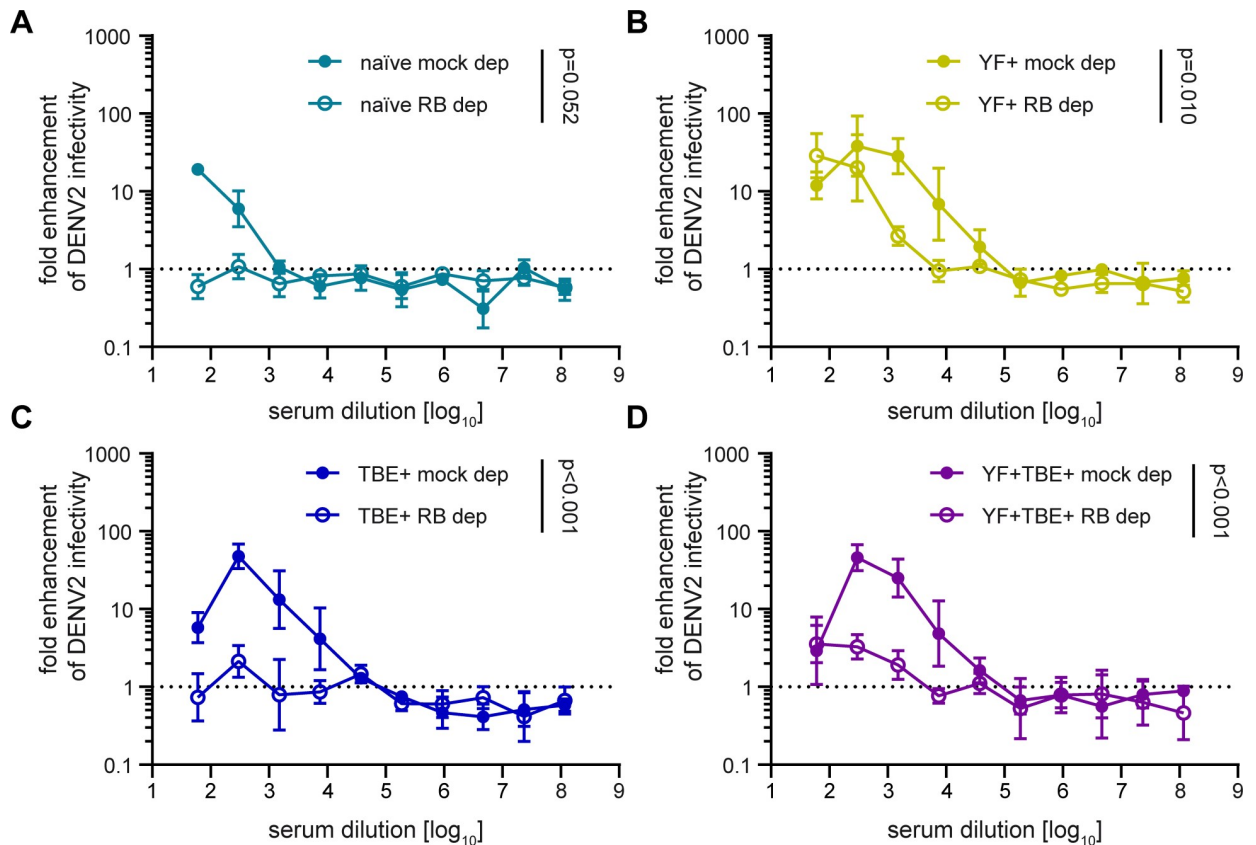 A
1000
100
10
1
0.1
fold enhancement
of DENV2 infectivity
naïve mock dep
naïve RB dep
p=0.052
1 2 3 4 5 6 7 8 9
serum dilution [log10]
B
1000
100
10
1
0.1
fold enhancement
of DENV2 infectivity
YF+ mock dep
YF+ RB dep
p=0.010
1 2 3 4 5 6 7 8 9
serum dilution [log10]
C
1000
100
10
1
0.1
fold enhancement
of DENV2 infectivity
TBE+ mock dep
TBE+ RB dep
p<0.001
1 2 3 4 5 6 7 8 9
serum dilution [log10]
D
1000
100
10
1
0.1
fold enhancement
of DENV2 infectivity
YF+TBE+ mock dep
YF+TBE+ RB dep
p<0.001
1 2 3 4 5 6 7 8 9
serum dilution [log10]